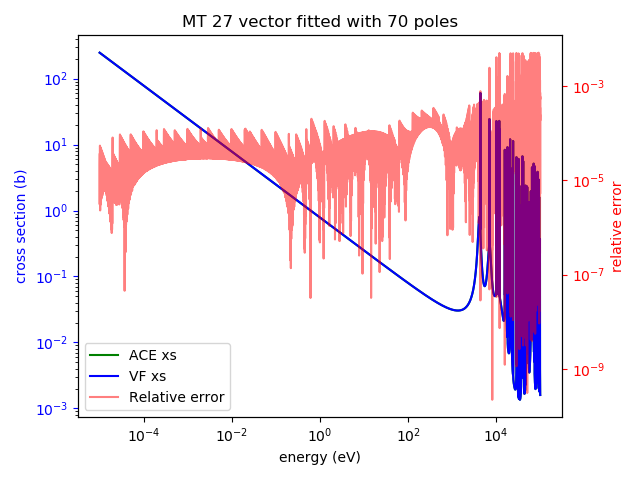 MT 27 vector fitted with 70 poles
cross section (b)
10^2
10^1
10^0
10^-1
10^-2
10^-3
10^-3
10^-5
10^-7
10^-9
relative error
ACE xs
VF xs
Relative error
10^-4
10^-2
10^0
10^2
10^4
energy (eV)